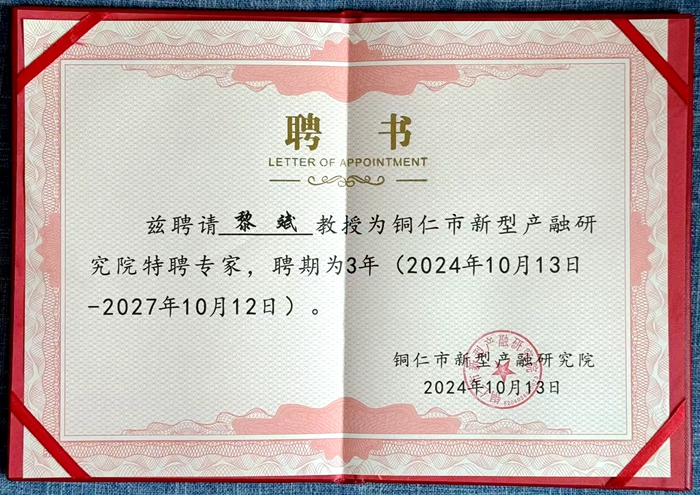 聘 书
LETTER OF APPOINTMENT
兹聘请 黎 斌 教授为铜仁市新型产融研
究院特聘专家，聘期为3年（2024年10月13日
-2027年10月12日）。
铜仁市新型产融研究院
2024年10月13日